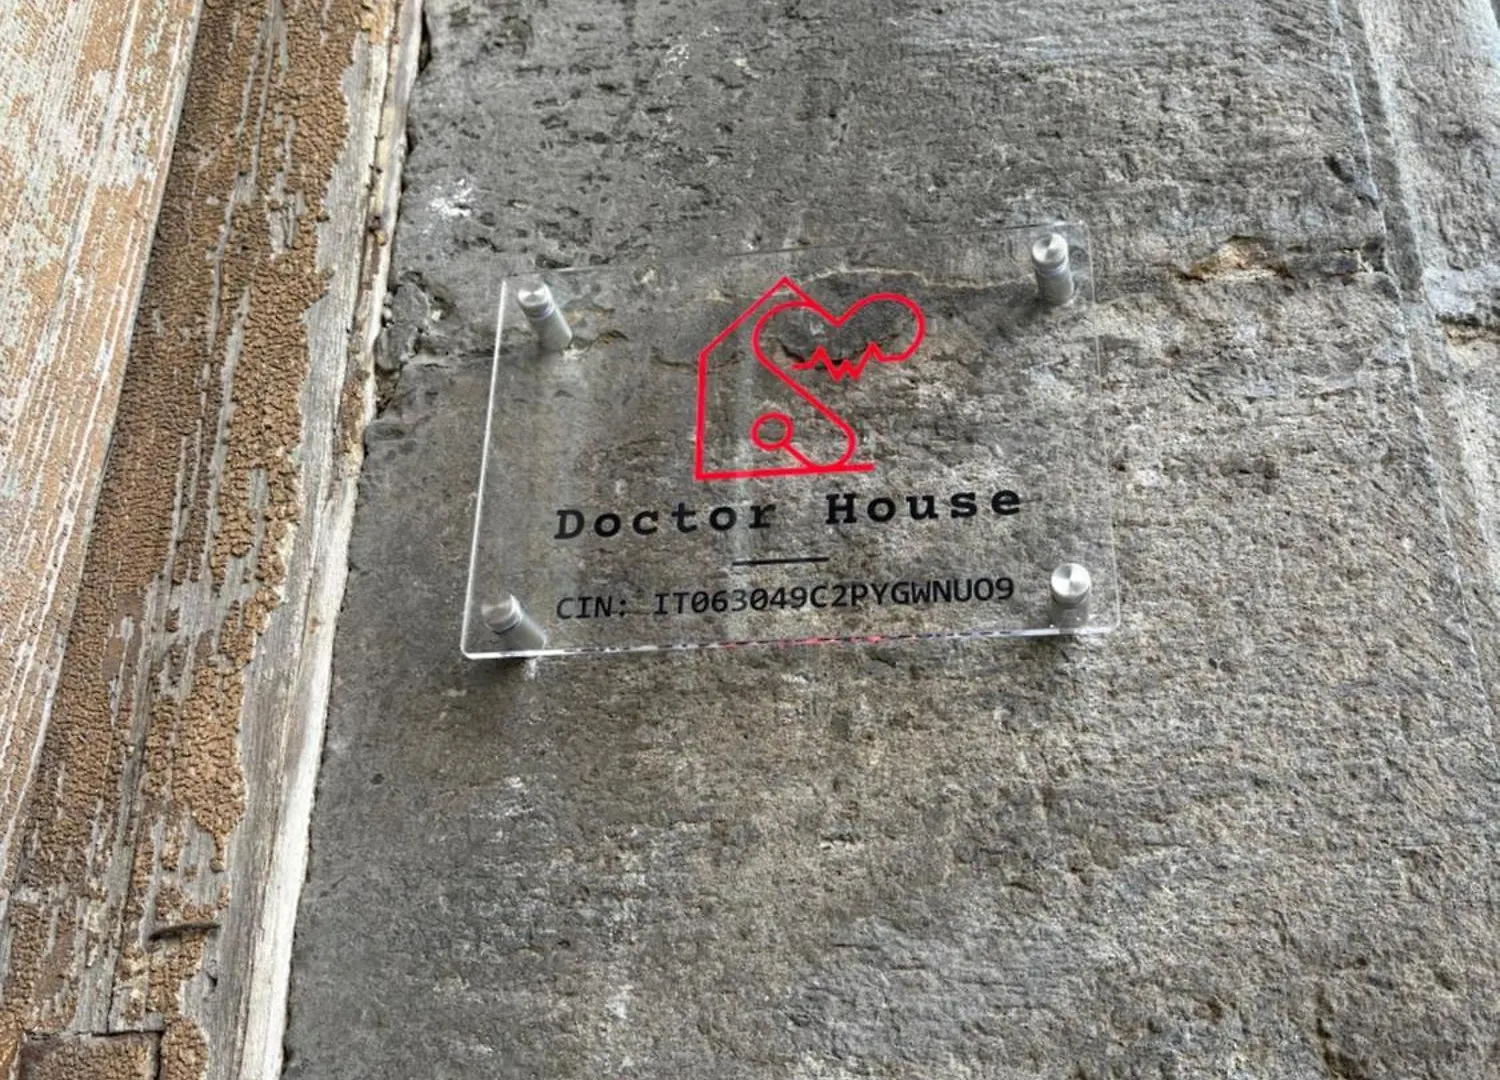 Doctor House
CIN: IT063049C2PYGWNUO9